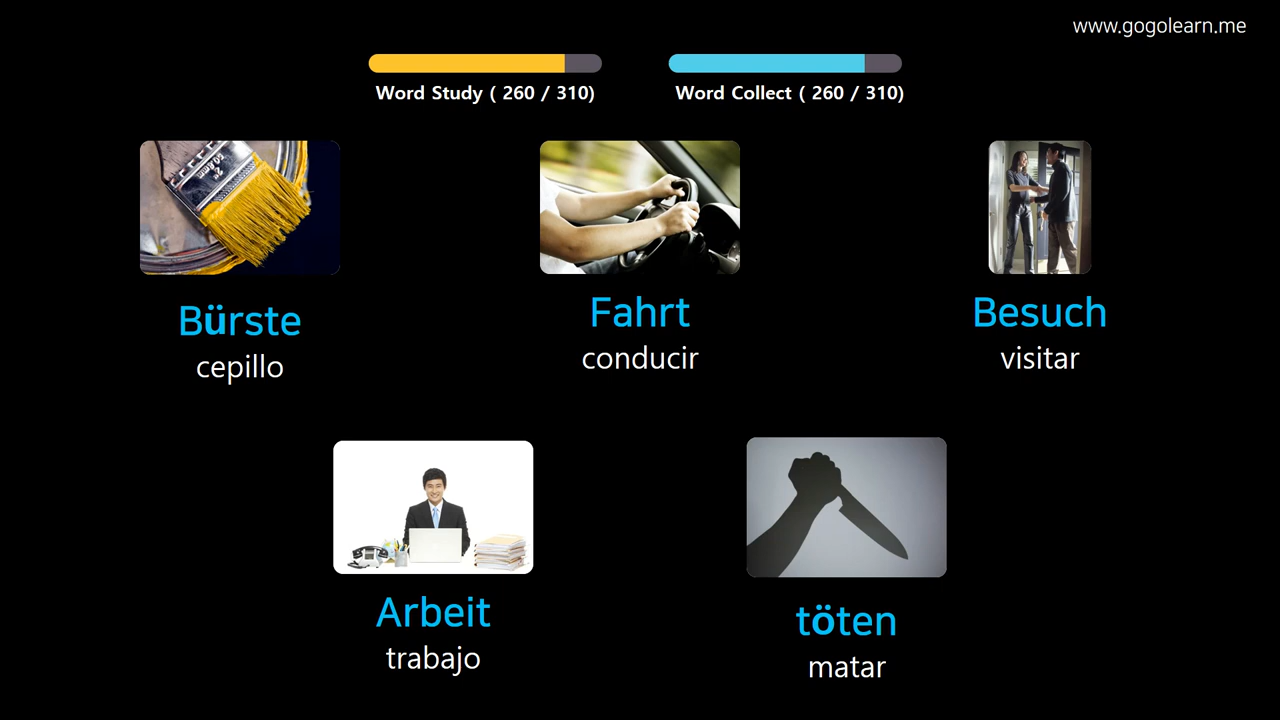 www.gogolearn.me
Word Study ( 260 / 310)
Word Collect ( 260 / 310)
2"
Bürste
cepillo
Fahrt
conducir
Besuch
visitar
Arbeit
trabajo
töten
matar